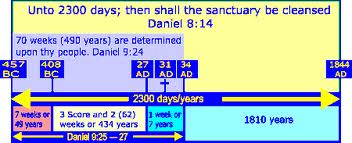 Unto 2300 days; then shall the sanctuary be cleansed
Daniel 8:14
70 weeks (490 years) are determined
upon thy people. Daniel 9:24
457 BC
408 BC
27 AD
31 AD
34 AD
1844 AD
2300 days/years
7 weeks or 49 years
3 Score and 2 (62) weeks or 434 years
1 week or 7 years
1810 years
Daniel 9:25 — 27